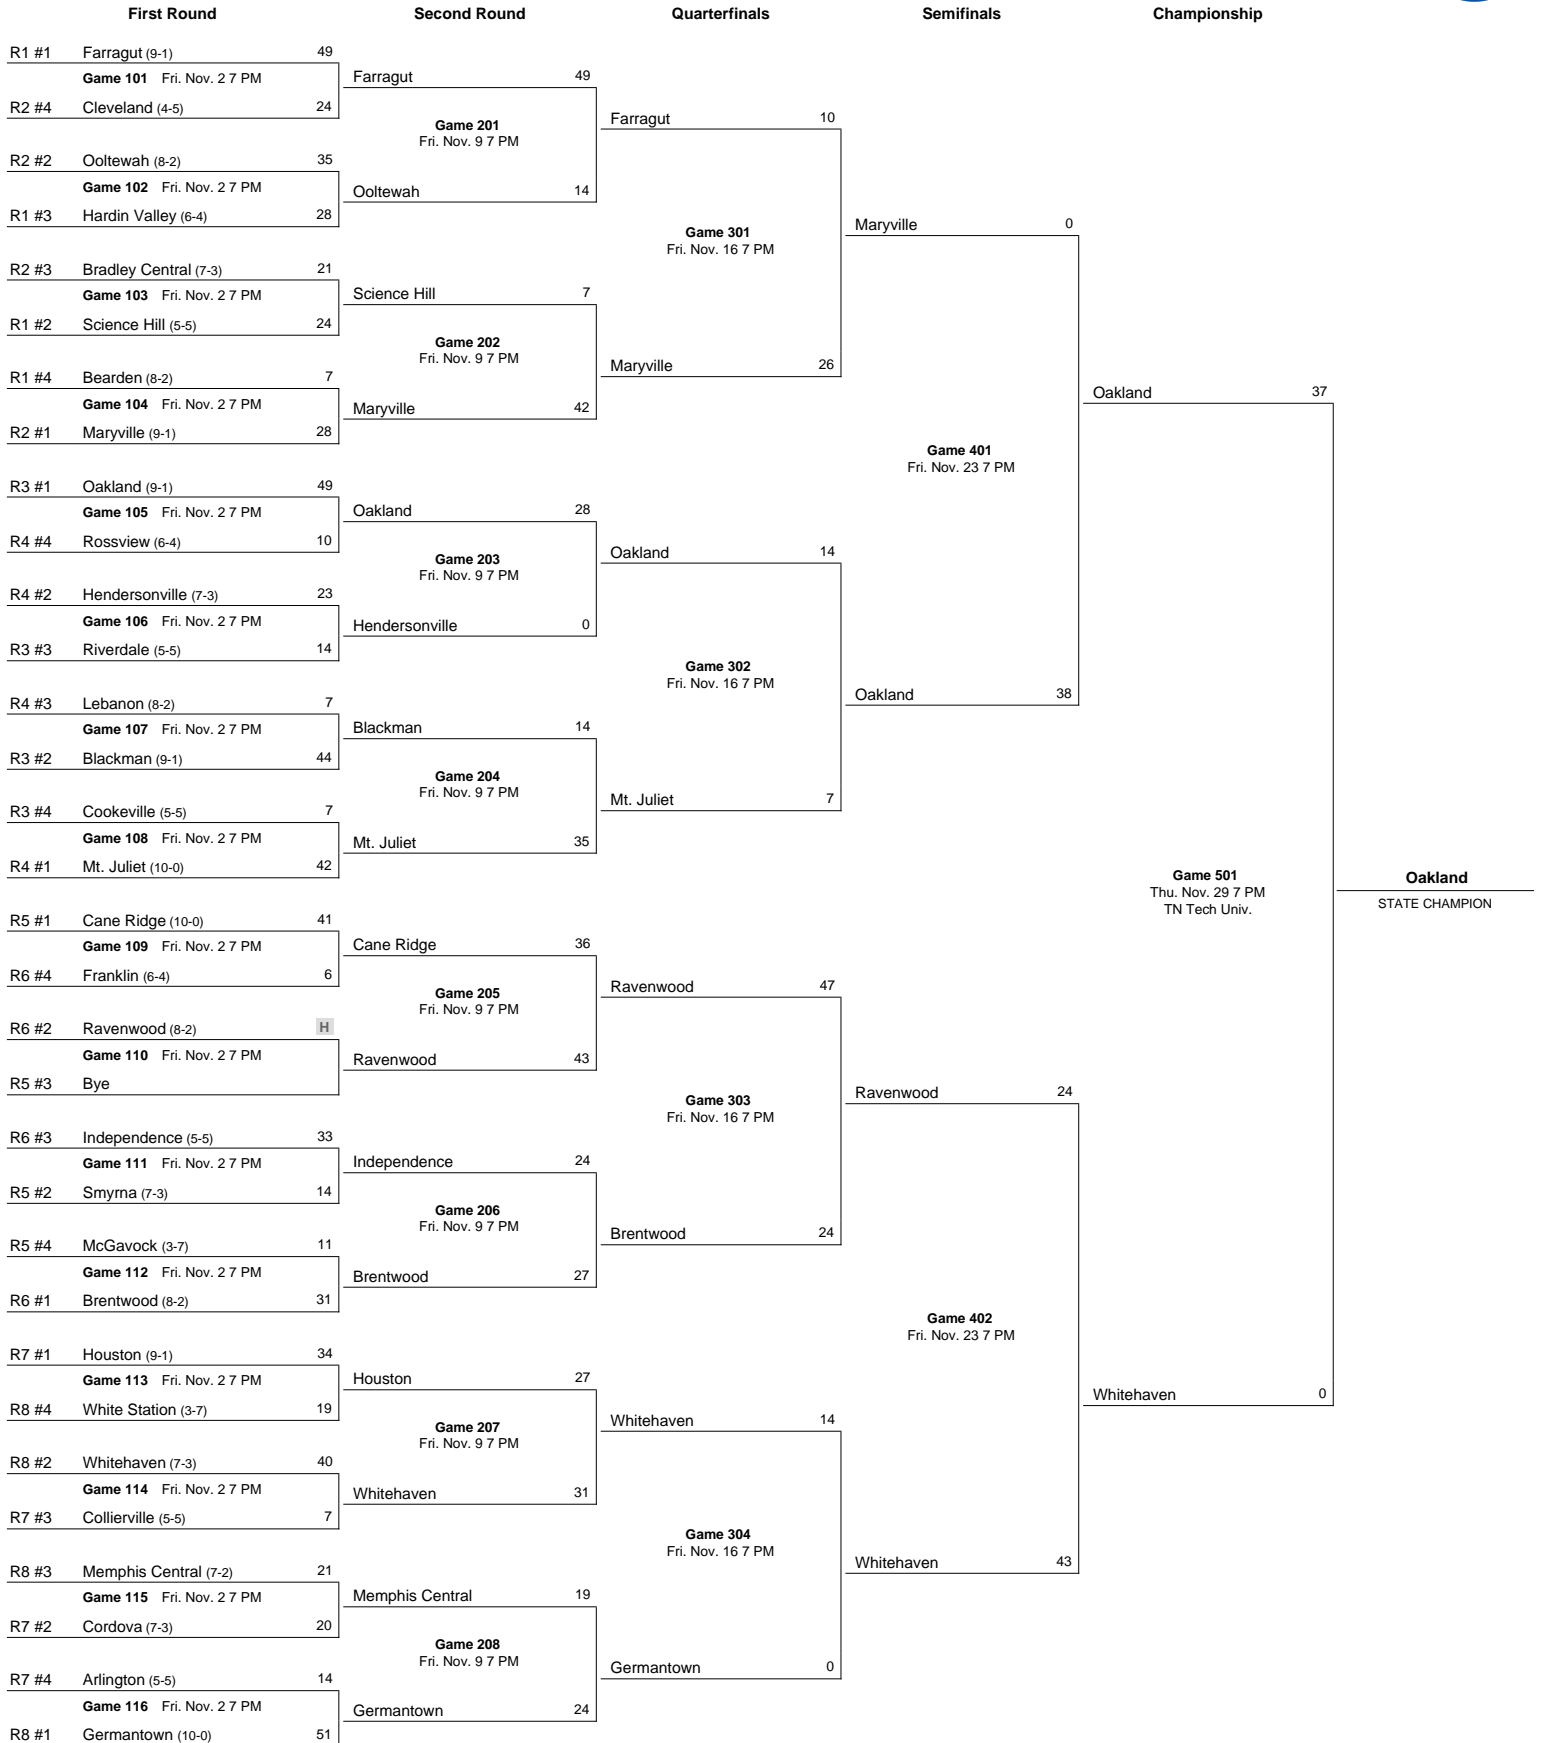 First Round Second Round Quarterfinals Semifinals Championship
R1 #1 Farragut (9-1) 49
Game 101 Fri. Nov. 2 7 PM
R2 #4 Cleveland (4-5) 24
R2 #2 Ooltewah (8-2) 35
Game 102 Fri. Nov. 2 7 PM
R1 #3 Hardin Valley (6-4) 28
R2 #3 Bradley Central (7-3) 21
Game 103 Fri. Nov. 2 7 PM
R1 #2 Science Hill (5-5) 24
R1 #4 Bearden (8-2) 7
Game 104 Fri. Nov. 2 7 PM
R2 #1 Maryville (9-1) 28
R3 #1 Oakland (9-1) 49
Game 105 Fri. Nov. 2 7 PM
R4 #4 Rossview (6-4) 10
R4 #2 Hendersonville (7-3) 23
Game 106 Fri. Nov. 2 7 PM
R3 #3 Riverdale (5-5) 14
R4 #3 Lebanon (8-2) 7
Game 107 Fri. Nov. 2 7 PM
R3 #2 Blackman (9-1) 44
R3 #4 Cookeville (5-5) 7
Game 108 Fri. Nov. 2 7 PM
R4 #1 Mt. Juliet (10-0) 42
R5 #1 Cane Ridge (10-0) 41
Game 109 Fri. Nov. 2 7 PM
R6 #4 Franklin (6-4) 6
R6 #2 Ravenwood (8-2) H
Game 110 Fri. Nov. 2 7 PM
R5 #3 Bye
R6 #3 Independence (5-5) 33
Game 111 Fri. Nov. 2 7 PM
R5 #2 Smyrna (7-3) 14
R5 #4 McGavock (3-7) 11
Game 112 Fri. Nov. 2 7 PM
R6 #1 Brentwood (8-2) 31
R7 #1 Houston (9-1) 34
Game 113 Fri. Nov. 2 7 PM
R8 #4 White Station (3-7) 19
R8 #2 Whitehaven (7-3) 40
Game 114 Fri. Nov. 2 7 PM
R7 #3 Collierville (5-5) 7
R8 #3 Memphis Central (7-2) 21
Game 115 Fri. Nov. 2 7 PM
R7 #2 Cordova (7-3) 20
R7 #4 Arlington (5-5) 14
Game 116 Fri. Nov. 2 7 PM
R8 #1 Germantown (10-0) 51
Farragut 49
Game 201
Fri. Nov. 9 7 PM
Ooltewah 14
Science Hill 7
Game 202
Fri. Nov. 9 7 PM
Maryville 42
Oakland 28
Game 203
Fri. Nov. 9 7 PM
Hendersonville 0
Blackman 14
Game 204
Fri. Nov. 9 7 PM
Mt. Juliet 35
Cane Ridge 36
Game 205
Fri. Nov. 9 7 PM
Ravenwood 43
Independence 24
Game 206
Fri. Nov. 9 7 PM
Brentwood 27
Houston 27
Game 207
Fri. Nov. 9 7 PM
Whitehaven 31
Memphis Central 19
Game 208
Fri. Nov. 9 7 PM
Germantown 24
Farragut 10
Game 301
Fri. Nov. 16 7 PM
Maryville 26
Oakland 14
Game 302
Fri. Nov. 16 7 PM
Mt. Juliet 7
Ravenwood 47
Game 303
Fri. Nov. 16 7 PM
Brentwood 24
Whitehaven 14
Game 304
Fri. Nov. 16 7 PM
Germantown 0
Maryville 0
Game 401
Fri. Nov. 23 7 PM
Oakland 38
Ravenwood 24
Game 402
Fri. Nov. 23 7 PM
Whitehaven 43
Oakland 37
Game 501
Thu. Nov. 29 7 PM
TN Tech Univ.
Whitehaven 0
Oakland
STATE CHAMPION